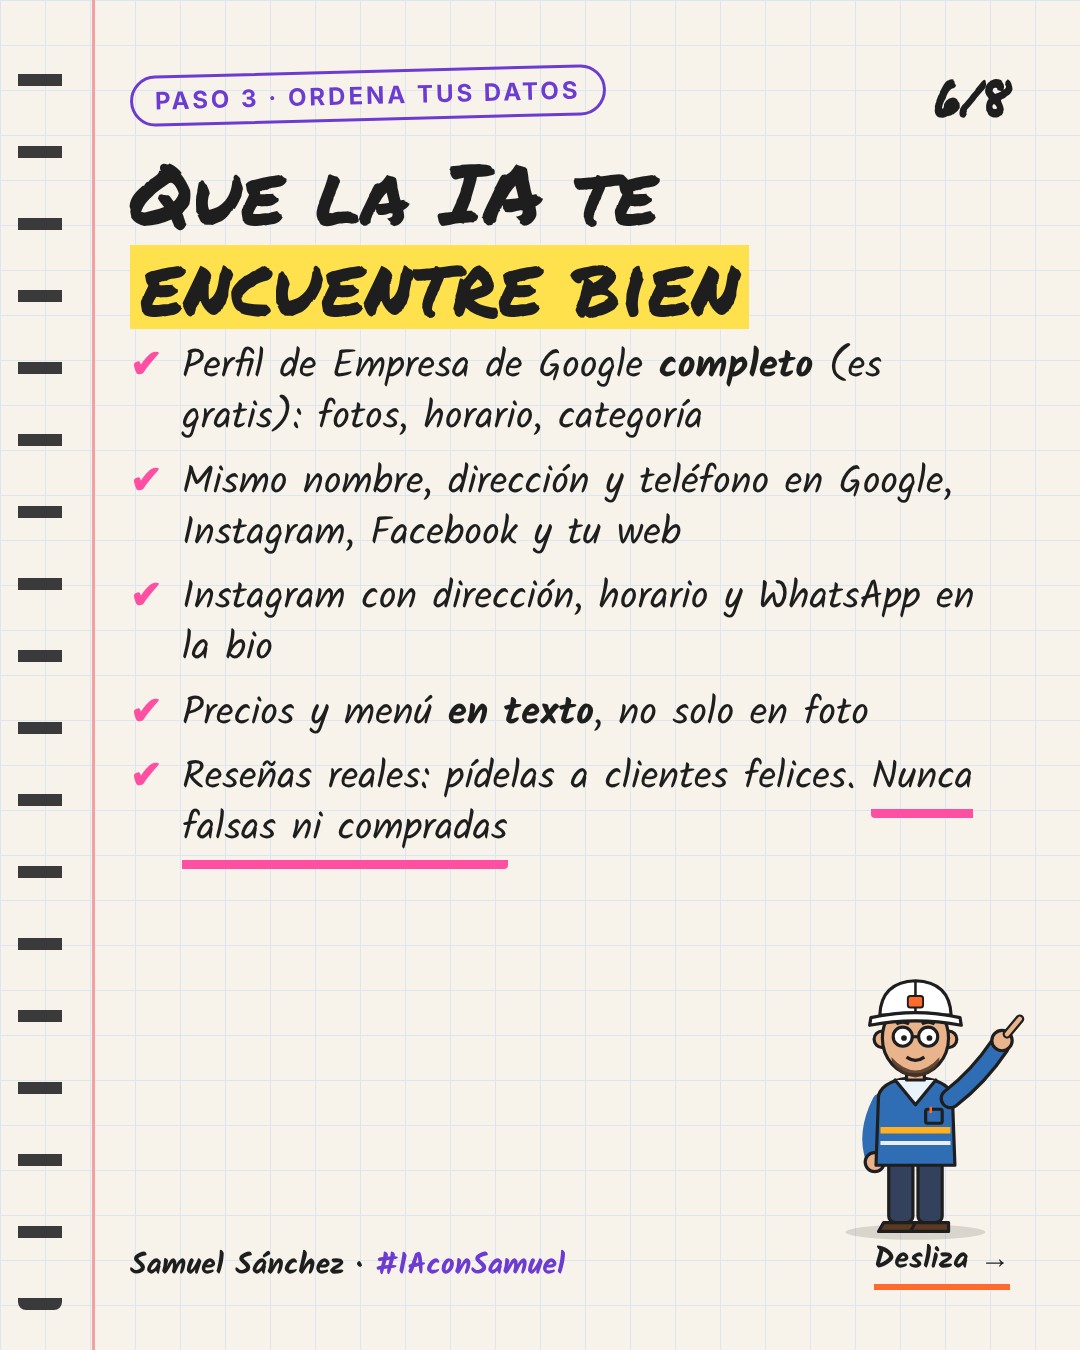 PASO 3 · ORDENA TUS DATOS
6/8
QUE LA IA TE
ENCUENTRE BIEN
✔ Perfil de Empresa de Google completo (es
gratis): fotos, horario, categoría
✔ Mismo nombre, dirección y teléfono en Google,
Instagram, Facebook y tu web
✔ Instagram con dirección, horario y WhatsApp en
la bio
✔ Precios y menú en texto, no solo en foto
✔ Reseñas reales: pídelas a clientes felices. Nunca
falsas ni compradas
Samuel Sánchez · #IAconSamuel
Desliza →